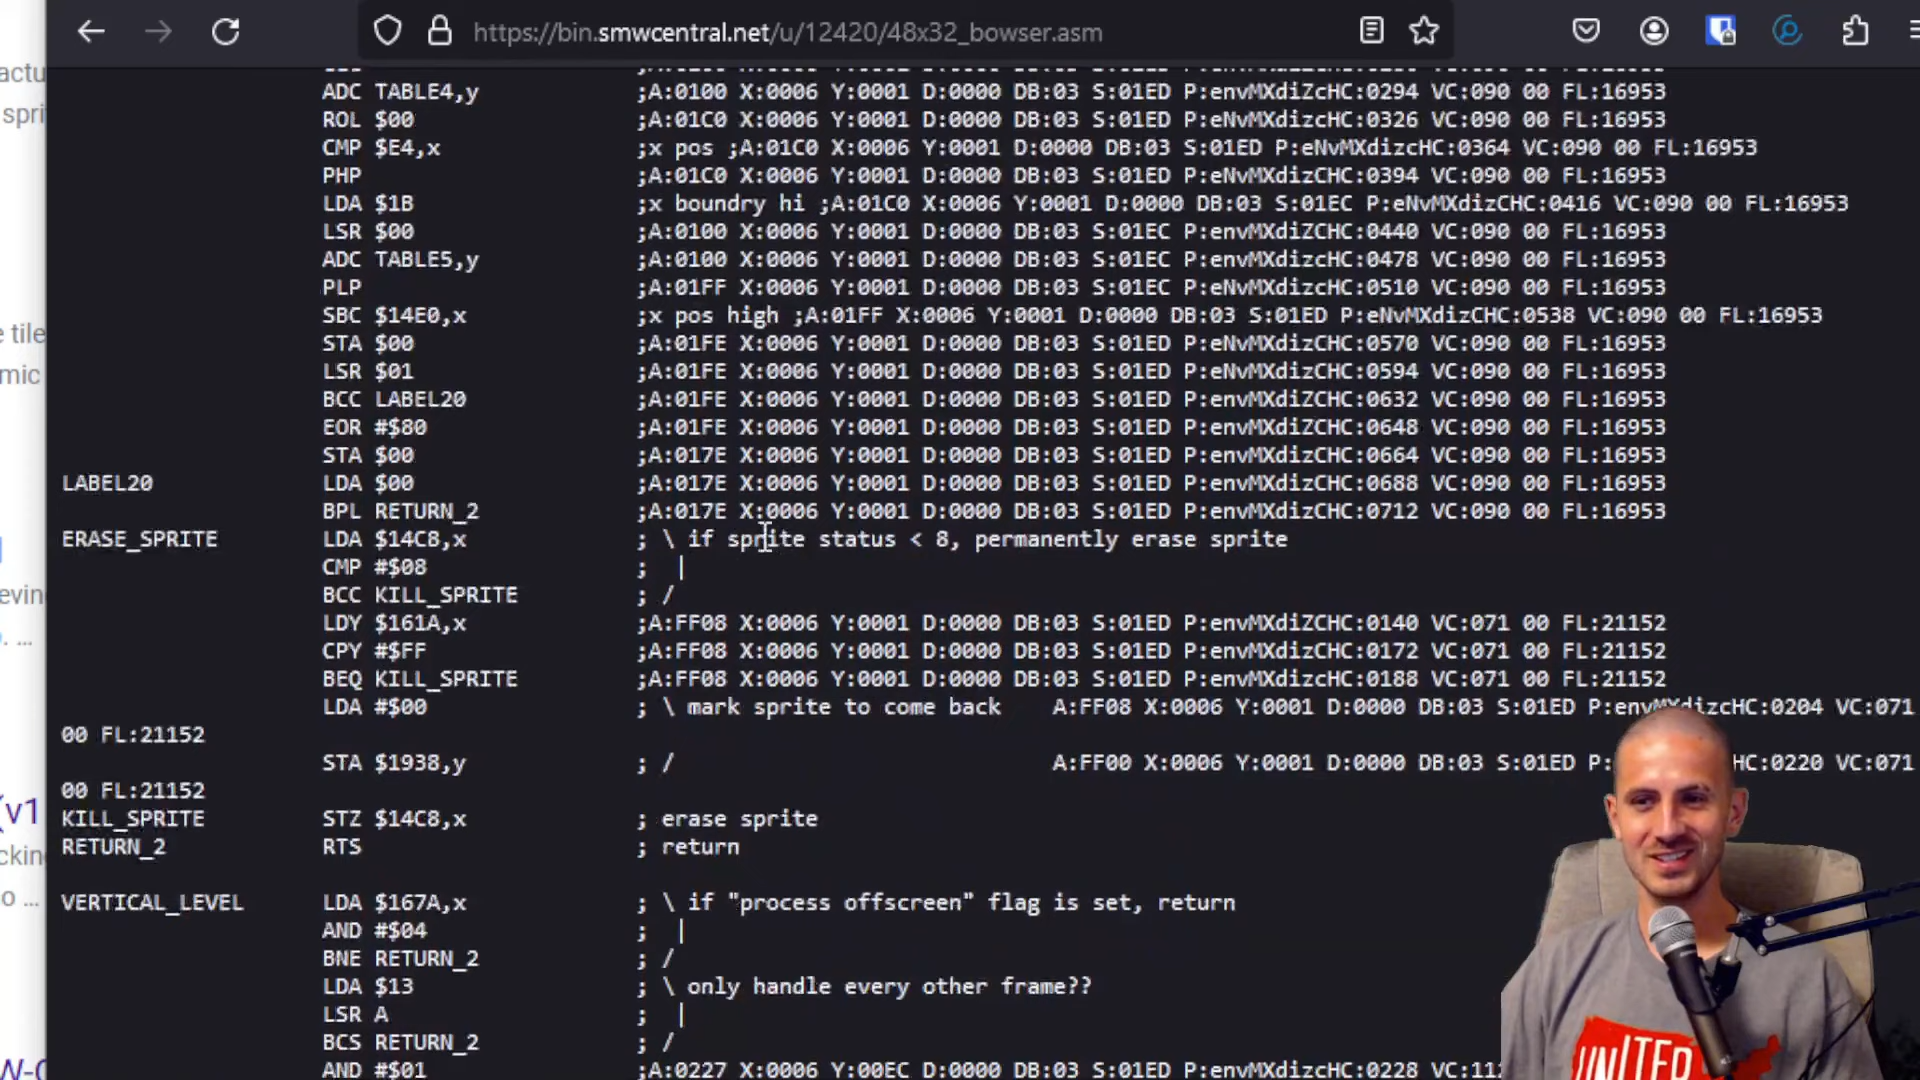 https://bin.smwcentral.net/u/12420/48x32_bowser.asm
ADC TABLE4,y ;A:0100 X:0006 Y:0001 D:0000 DB:03 S:01ED P:envMXdiZcHC:0294 VC:090 00 FL:16953
ROL $00 ;A:01C0 X:0006 Y:0001 D:0000 DB:03 S:01ED P:eNvMXdizcHC:0326 VC:090 00 FL:16953
CMP $E4,x ;x pos ;A:01C0 X:0006 Y:0001 D:0000 DB:03 S:01ED P:eNvMXdizcHC:0364 VC:090 00 FL:16953
PHP ;A:01C0 X:0006 Y:0001 D:0000 DB:03 S:01ED P:eNvMXdizCHC:0394 VC:090 00 FL:16953
LDA $1B ;x boundry hi ;A:01C0 X:0006 Y:0001 D:0000 DB:03 S:01EC P:eNvMXdizCHC:0416 VC:090 00 FL:16953
LSR $00 ;A:0100 X:0006 Y:0001 D:0000 DB:03 S:01EC P:envMXdiZCHC:0440 VC:090 00 FL:16953
ADC TABLE5,y ;A:0100 X:0006 Y:0001 D:0000 DB:03 S:01EC P:envMXdiZcHC:0478 VC:090 00 FL:16953
PLP ;A:01FF X:0006 Y:0001 D:0000 DB:03 S:01EC P:eNvMXdizcHC:0510 VC:090 00 FL:16953
SBC $14E0,x ;x pos high ;A:01FF X:0006 Y:0001 D:0000 DB:03 S:01ED P:eNvMXdizCHC:0538 VC:090 00 FL:16953
STA $00 ;A:01FE X:0006 Y:0001 D:0000 DB:03 S:01ED P:eNvMXdizCHC:0570 VC:090 00 FL:16953
LSR $01 ;A:01FE X:0006 Y:0001 D:0000 DB:03 S:01ED P:eNvMXdizCHC:0594 VC:090 00 FL:16953
BCC LABEL20 ;A:01FE X:0006 Y:0001 D:0000 DB:03 S:01ED P:envMXdiZCHC:0632 VC:090 00 FL:16953
EOR #$80 ;A:01FE X:0006 Y:0001 D:0000 DB:03 S:01ED P:envMXdiZCHC:0648 VC:090 00 FL:16953
STA $00 ;A:017E X:0006 Y:0001 D:0000 DB:03 S:01ED P:envMXdizCHC:0664 VC:090 00 FL:16953
LABEL20 LDA $00 ;A:017E X:0006 Y:0001 D:0000 DB:03 S:01ED P:envMXdizCHC:0688 VC:090 00 FL:16953
BPL RETURN_2 ;A:017E X:0006 Y:0001 D:0000 DB:03 S:01ED P:envMXdizCHC:0712 VC:090 00 FL:16953
ERASE_SPRITE LDA $14C8,x ; \ if sprite status < 8, permanently erase sprite
CMP #$08 ; |
BCC KILL_SPRITE ; /
LDY $161A,x ;A:FF08 X:0006 Y:0001 D:0000 DB:03 S:01ED P:envMXdiZCHC:0140 VC:071 00 FL:21152
CPY #$FF ;A:FF08 X:0006 Y:0001 D:0000 DB:03 S:01ED P:envMXdizCHC:0172 VC:071 00 FL:21152
BEQ KILL_SPRITE ;A:FF08 X:0006 Y:0001 D:0000 DB:03 S:01ED P:envMXdizcHC:0188 VC:071 00 FL:21152
LDA #$00 ; \ mark sprite to come back A:FF08 X:0006 Y:0001 D:0000 DB:03 S:01ED P:envMXdizcHC:0204 VC:071
00 FL:21152
STA $1938,y ; / A:FF00 X:0006 Y:0001 D:0000 DB:03 S:01ED P: HC:0220 VC:071
00 FL:21152
KILL_SPRITE STZ $14C8,x ; erase sprite
RETURN_2 RTS ; return
VERTICAL_LEVEL LDA $167A,x ; \ if "process offscreen" flag is set, return
AND #$04 ; |
BNE RETURN_2 ; /
LDA $13 ; \ only handle every other frame??
LSR A ; |
BCS RETURN_2 ; /
AND #$01 ;A:0227 X:0006 Y:00EC D:0000 DB:03 S:01ED P:envMXdizcHC:0228
UNITED